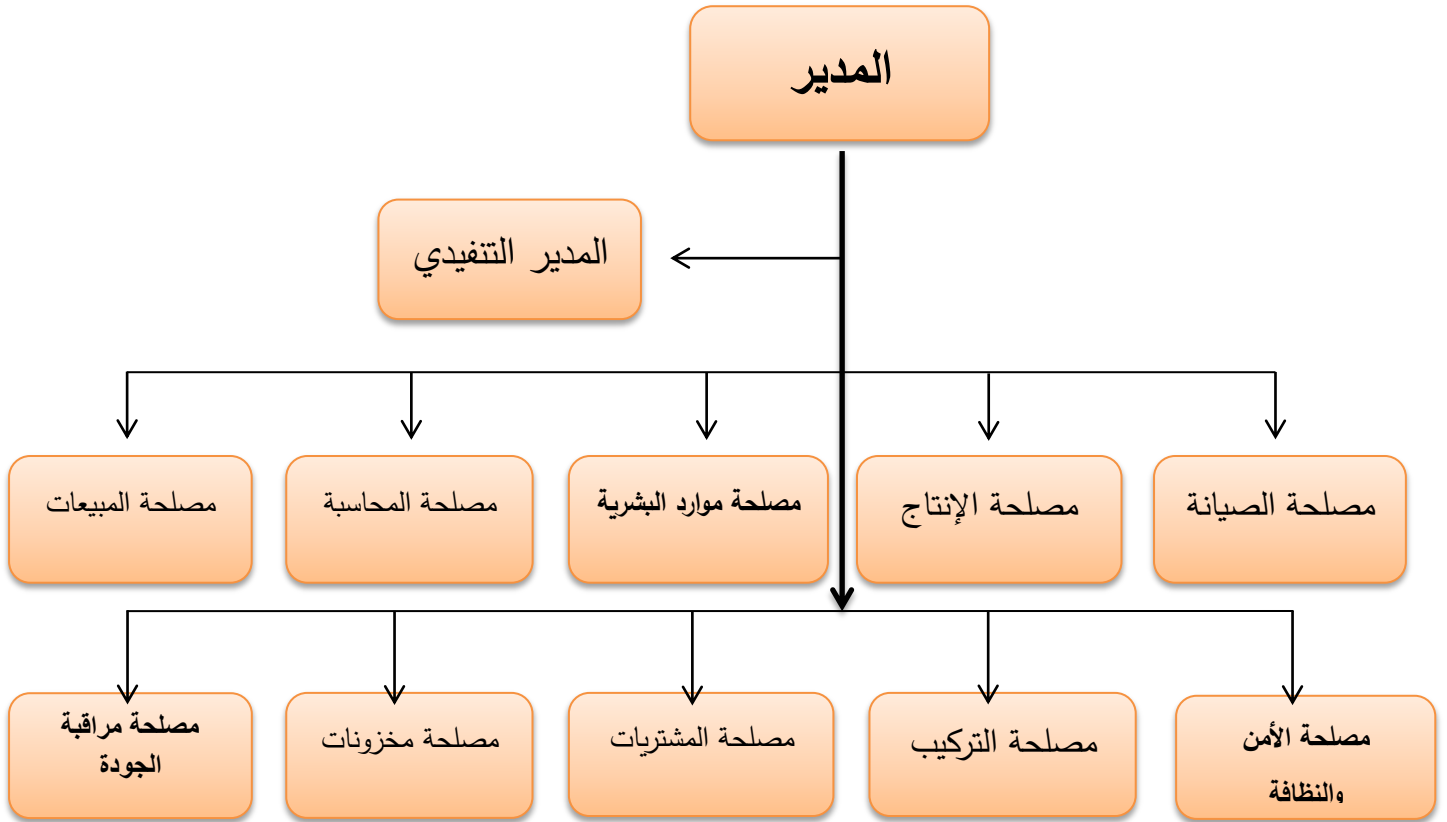 المدير
المدير التنفيدي
مصلحة الصيانة
مصلحة الإنتاج
مصلحة موارد البشرية
مصلحة المحاسبة
مصلحة المبيعات
مصلحة الأمن
والنظافة
مصلحة التركيب
مصلحة المشتريات
مصلحة مخزونات
مصلحة مراقبة
الجودة